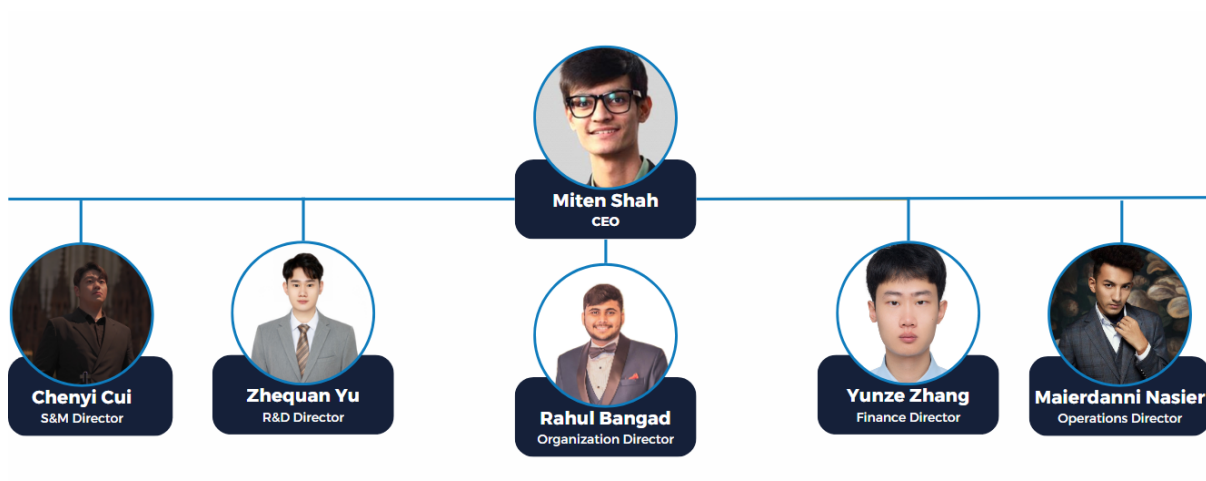 Miten Shah
CEO
Chenyi Cui
S&M Director
Zhequan Yu
R&D Director
Rahul Bangad
Organization Director
Yunze Zhang
Finance Director
Maierdanni Nasier
Operations Director